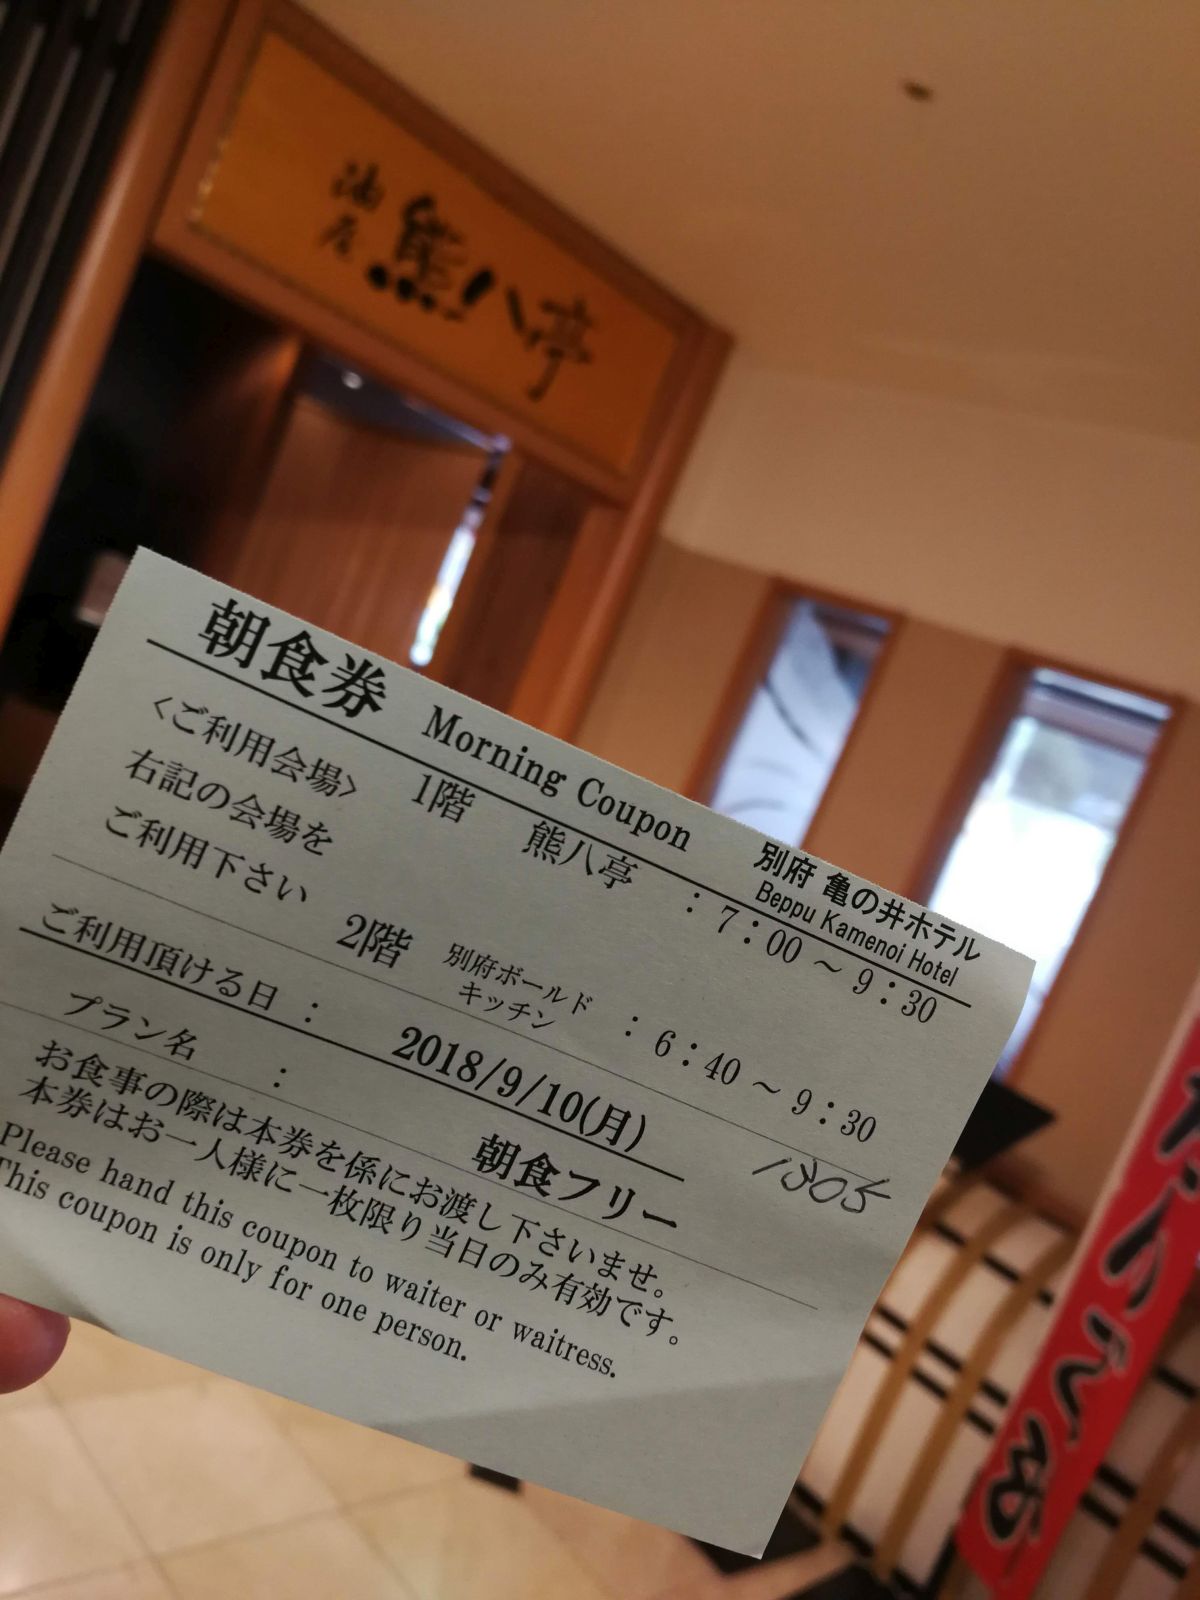 油屋
熊八亭
朝食券 Morning Coupon
別府 亀の井ホテル
Beppu Kamenoi Hotel
〈ご利用会場〉 1階 熊八亭 : 7:00 ~ 9:30
右記の会場を
ご利用下さい 2階 別府ボールド
キッチン : 6:40 ~ 9:30
ご利用頂ける日 : 2018/9/10(月)
1305
プラン名 : 朝食フリー
お食事の際は本券を係にお渡し下さいませ。
本券はお一人様に一枚限り当日のみ有効です。
Please hand this coupon to waiter or waitress.
This coupon is only for one person.